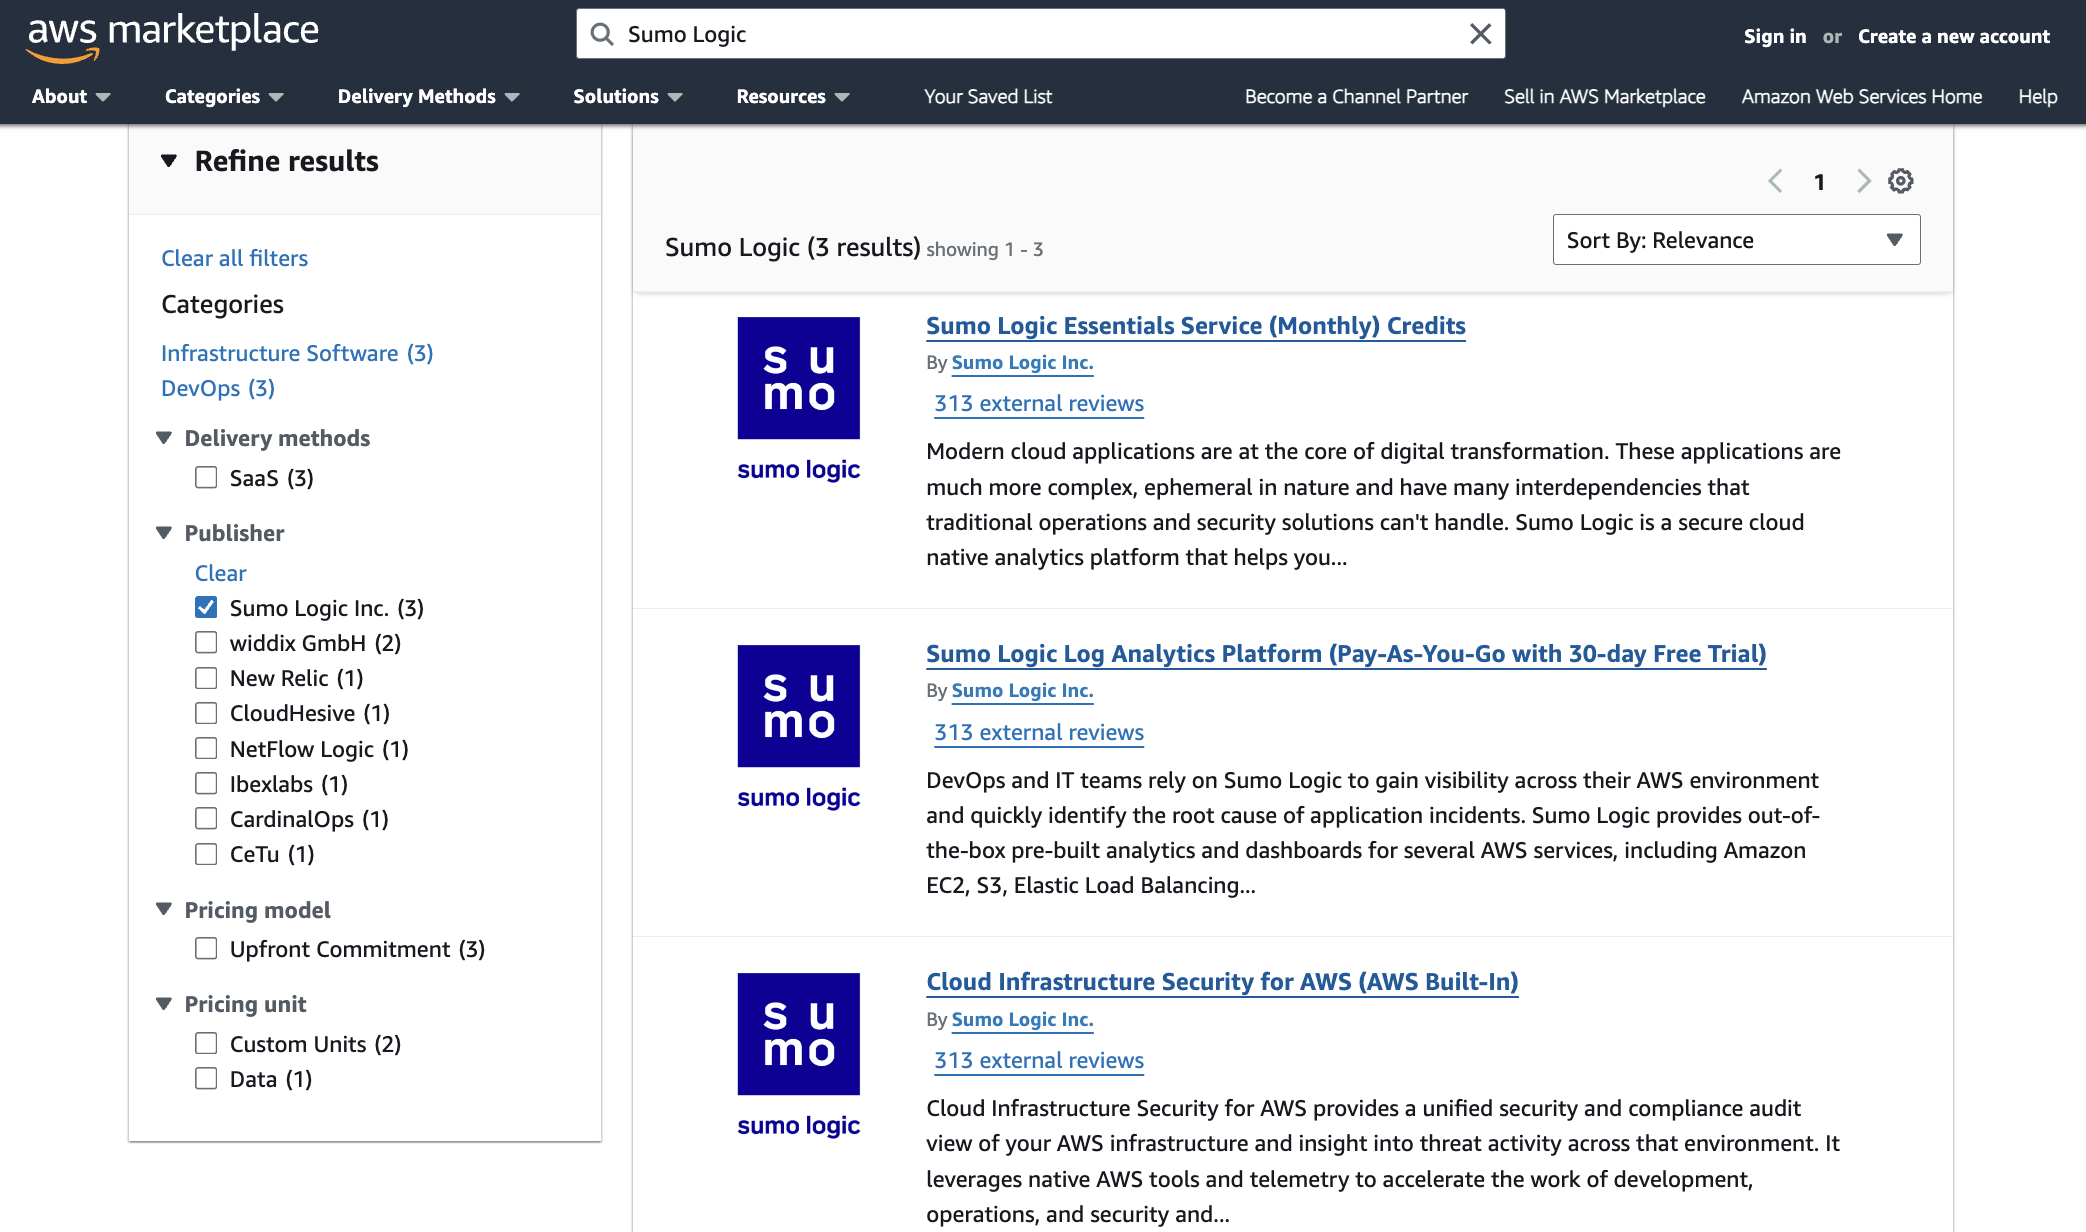 aws marketplace
Sumo Logic
Sign in or Create a new account
About
Categories
Delivery Methods
Solutions
Resources
Your Saved List
Become a Channel Partner
Sell in AWS Marketplace
Amazon Web Services Home
Help
Refine results
Clear all filters
Categories
Infrastructure Software (3)
DevOps (3)
Delivery methods
SaaS (3)
Publisher
Clear
Sumo Logic Inc. (3)
widdix GmbH (2)
New Relic (1)
CloudHesive (1)
NetFlow Logic (1)
Ibexlabs (1)
CardinalOps (1)
CeTu (1)
Pricing model
Upfront Commitment (3)
Pricing unit
Custom Units (2)
Data (1)
1
Sumo Logic (3 results) showing 1 - 3
Sort By: Relevance
su
mo
sumo logic
Sumo Logic Essentials Service (Monthly) Credits
By Sumo Logic Inc.
313 external reviews
Modern cloud applications are at the core of digital transformation. These applications are
much more complex, ephemeral in nature and have many interdependencies that
traditional operations and security solutions can't handle. Sumo Logic is a secure cloud
native analytics platform that helps you...
su
mo
sumo logic
Sumo Logic Log Analytics Platform (Pay-As-You-Go with 30-day Free Trial)
By Sumo Logic Inc.
313 external reviews
DevOps and IT teams rely on Sumo Logic to gain visibility across their AWS environment
and quickly identify the root cause of application incidents. Sumo Logic provides out-of-
the-box pre-built analytics and dashboards for several AWS services, including Amazon
EC2, S3, Elastic Load Balancing...
su
mo
sumo logic
Cloud Infrastructure Security for AWS (AWS Built-In)
By Sumo Logic Inc.
313 external reviews
Cloud Infrastructure Security for AWS provides a unified security and compliance audit
view of your AWS infrastructure and insight into threat activity across that environment. It
leverages native AWS tools and telemetry to accelerate the work of development,
operations, and security and...